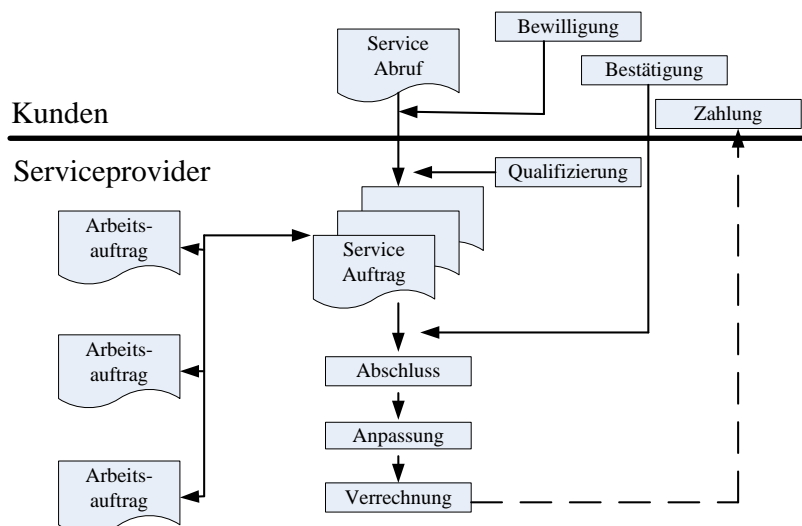 Service
Abruf
Bewilligung
Bestätigung
Zahlung
Kunden
Serviceprovider
Qualifizierung
Arbeits-
auftrag
Service
Auftrag
Arbeits-
auftrag
Abschluss
Anpassung
Arbeits-
auftrag
Verrechnung